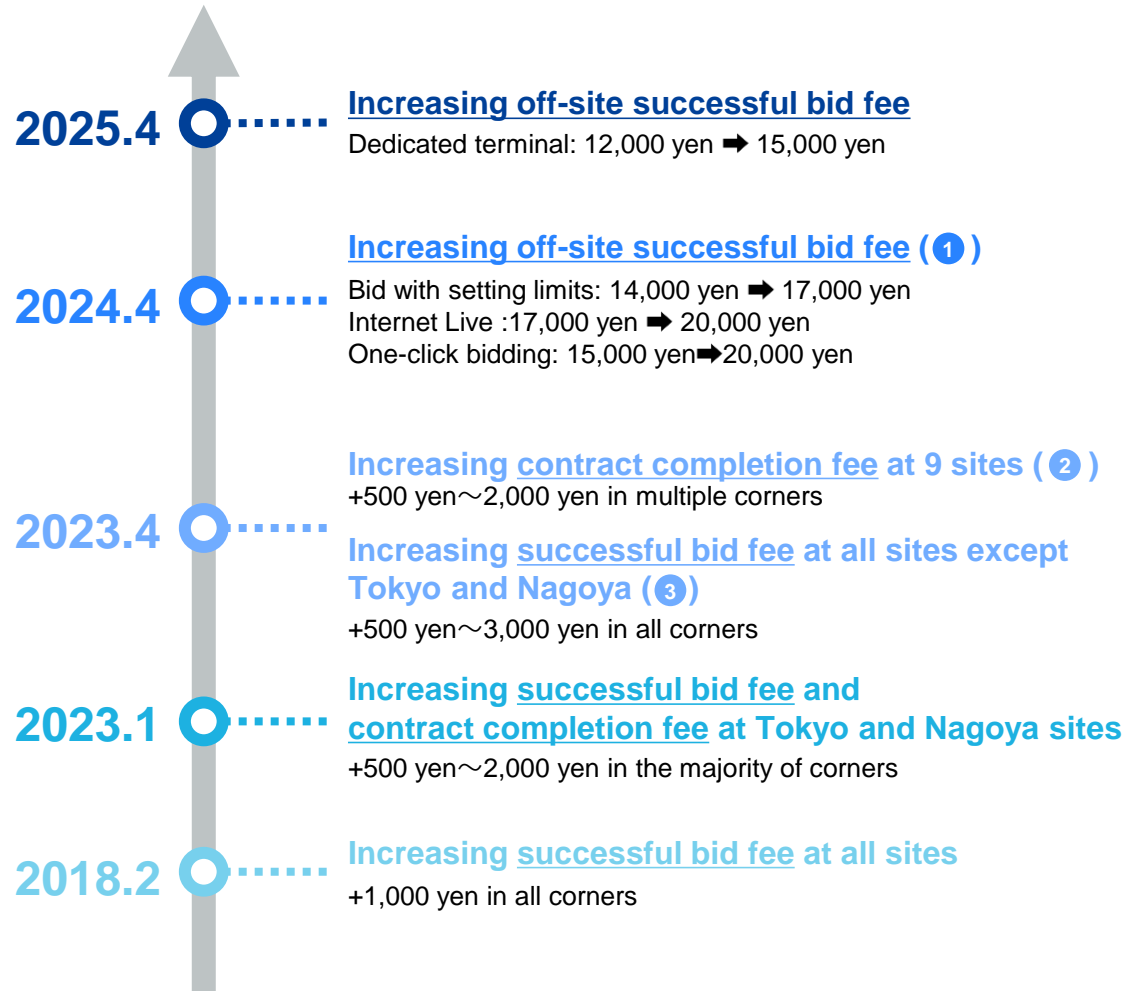 2025.4
Increasing off-site successful bid fee
Dedicated terminal: 12,000 yen ➡ 15,000 yen
2024.4
Increasing off-site successful bid fee (❶)
Bid with setting limits: 14,000 yen ➡ 17,000 yen
Internet Live :17,000 yen ➡ 20,000 yen
One-click bidding: 15,000 yen➡20,000 yen
2023.4
Increasing contract completion fee at 9 sites (❷)
+500 yen～2,000 yen in multiple corners
Increasing successful bid fee at all sites except
Tokyo and Nagoya (❸)
+500 yen～3,000 yen in all corners
2023.1
Increasing successful bid fee and
contract completion fee at Tokyo and Nagoya sites
+500 yen～2,000 yen in the majority of corners
2018.2
Increasing successful bid fee at all sites
+1,000 yen in all corners